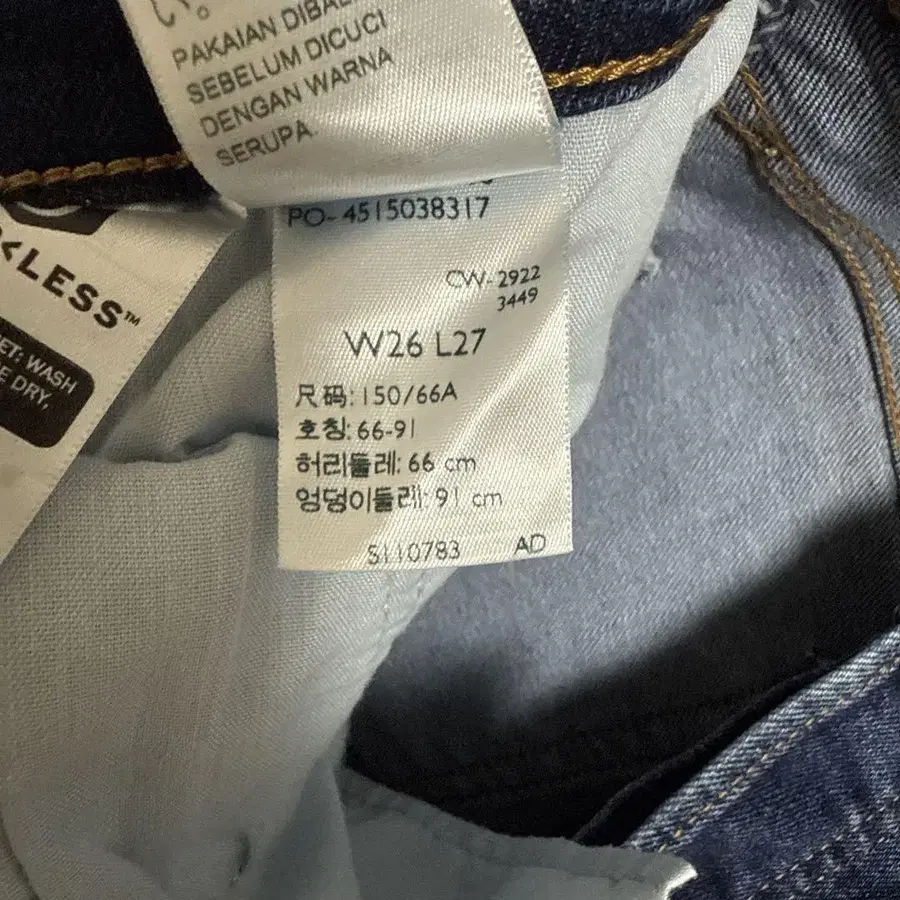 PAKAIAN DIBAL
SEBELUM DICUCI
DENGAN WARNA
SERUPA.
PO-4515038317
CW-2922
3449
W26 L27
尺码:150/66A
호칭:66-91
허리둘레:66 cm
엉덩이둘레:91 cm
S110783 AD
<LESS™
ET: WASH
E DRY,